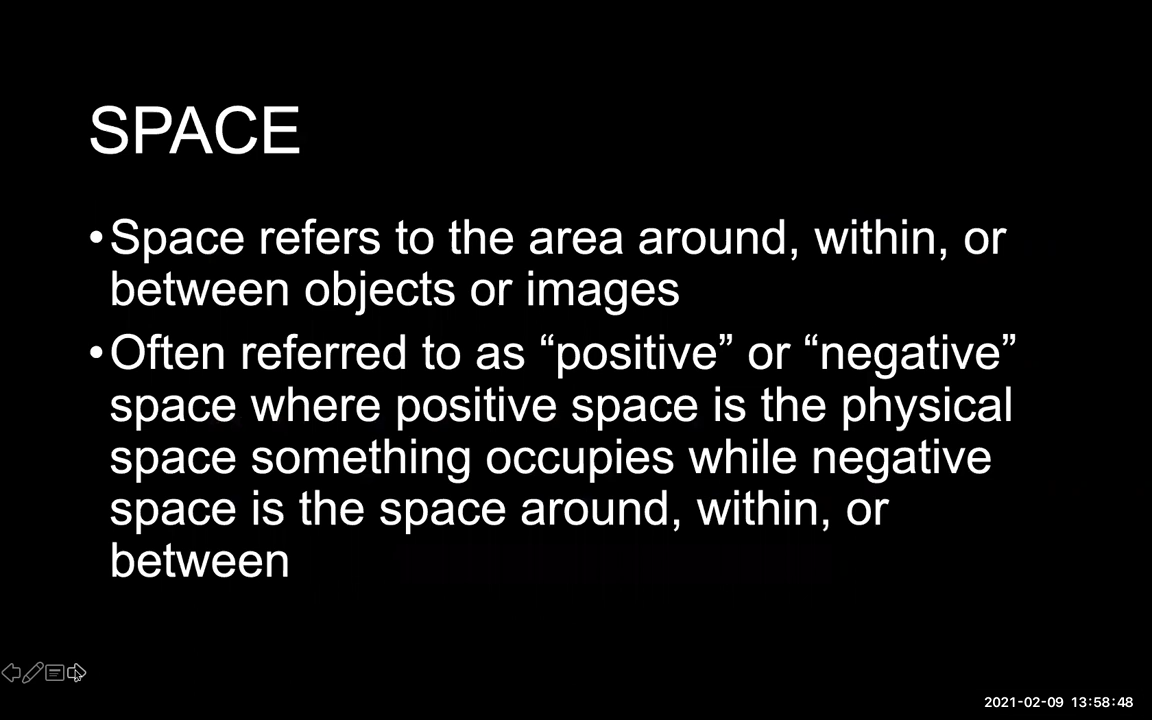 SPACE
•Space refers to the area around, within, or
between objects or images
•Often referred to as “positive” or “negative”
space where positive space is the physical
space something occupies while negative
space is the space around, within, or
between
2021-02-09 13:58:48